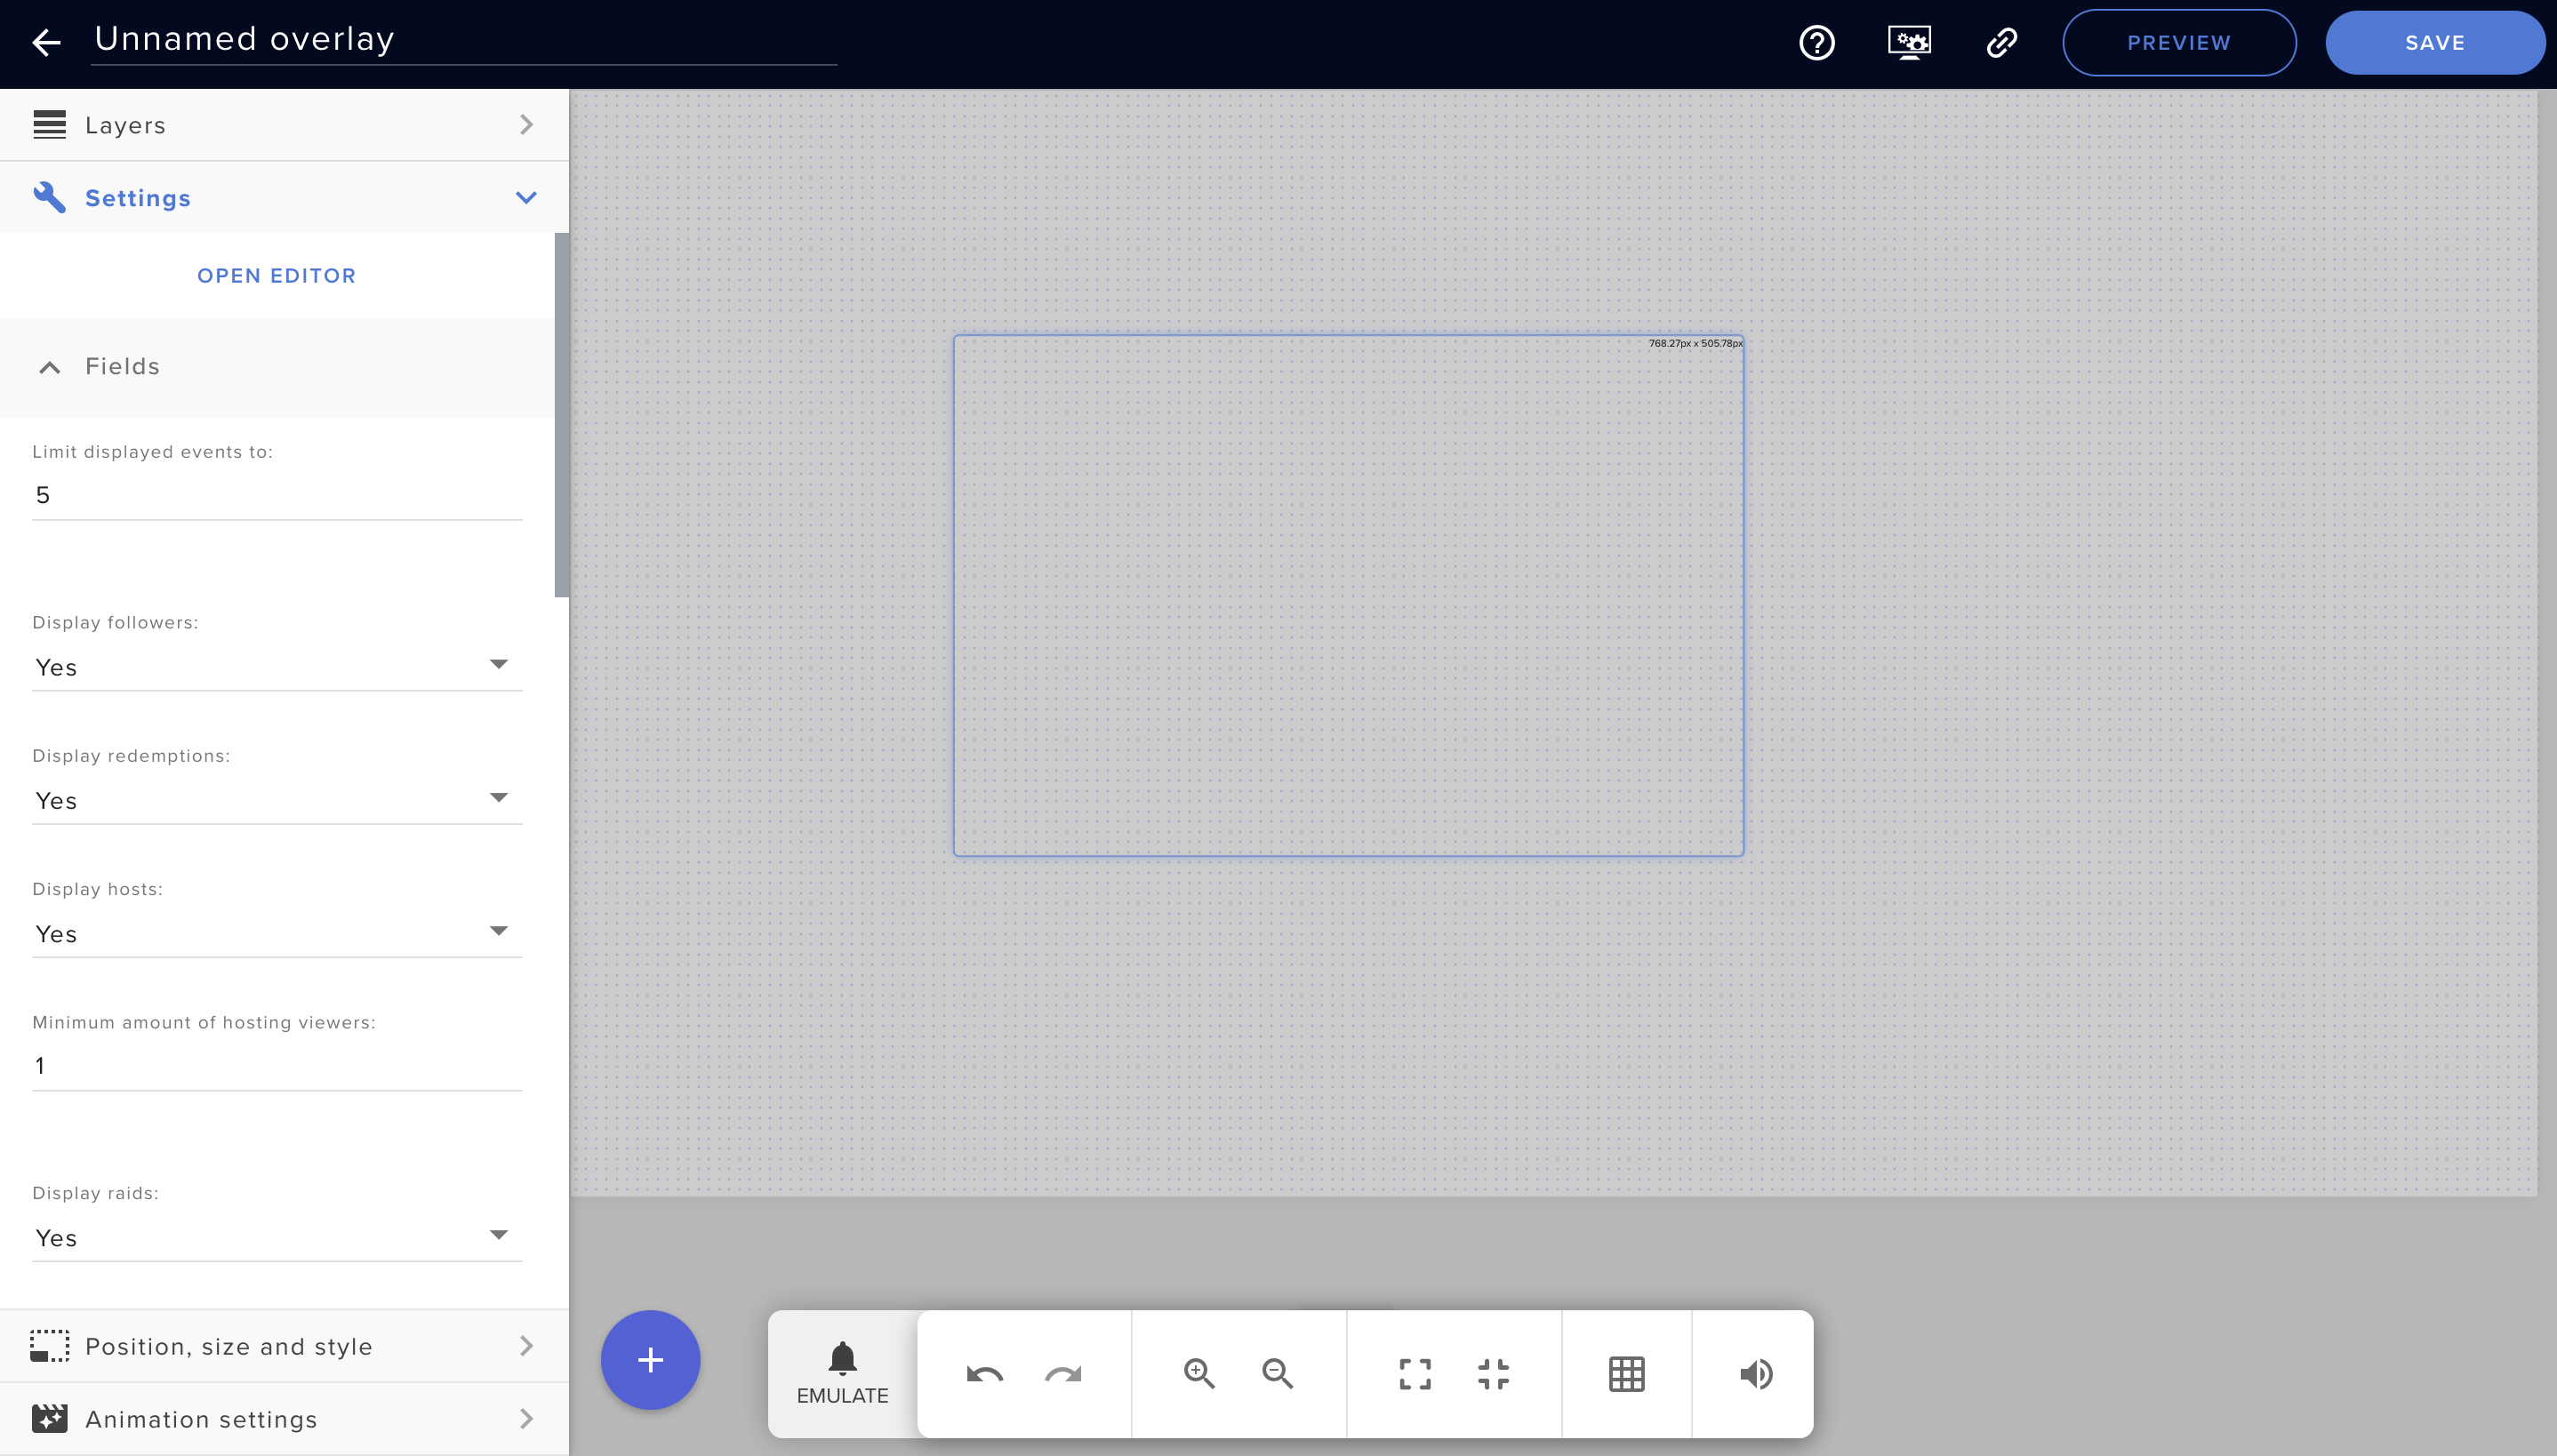 Unnamed overlay
PREVIEW
SAVE
Layers
Settings
OPEN EDITOR
Fields
Limit displayed events to:
5
Display followers:
Yes
Display redemptions:
Yes
Display hosts:
Yes
Minimum amount of hosting viewers:
1
Display raids:
Yes
Position, size and style
Animation settings
768.27px x 505.78px
EMULATE